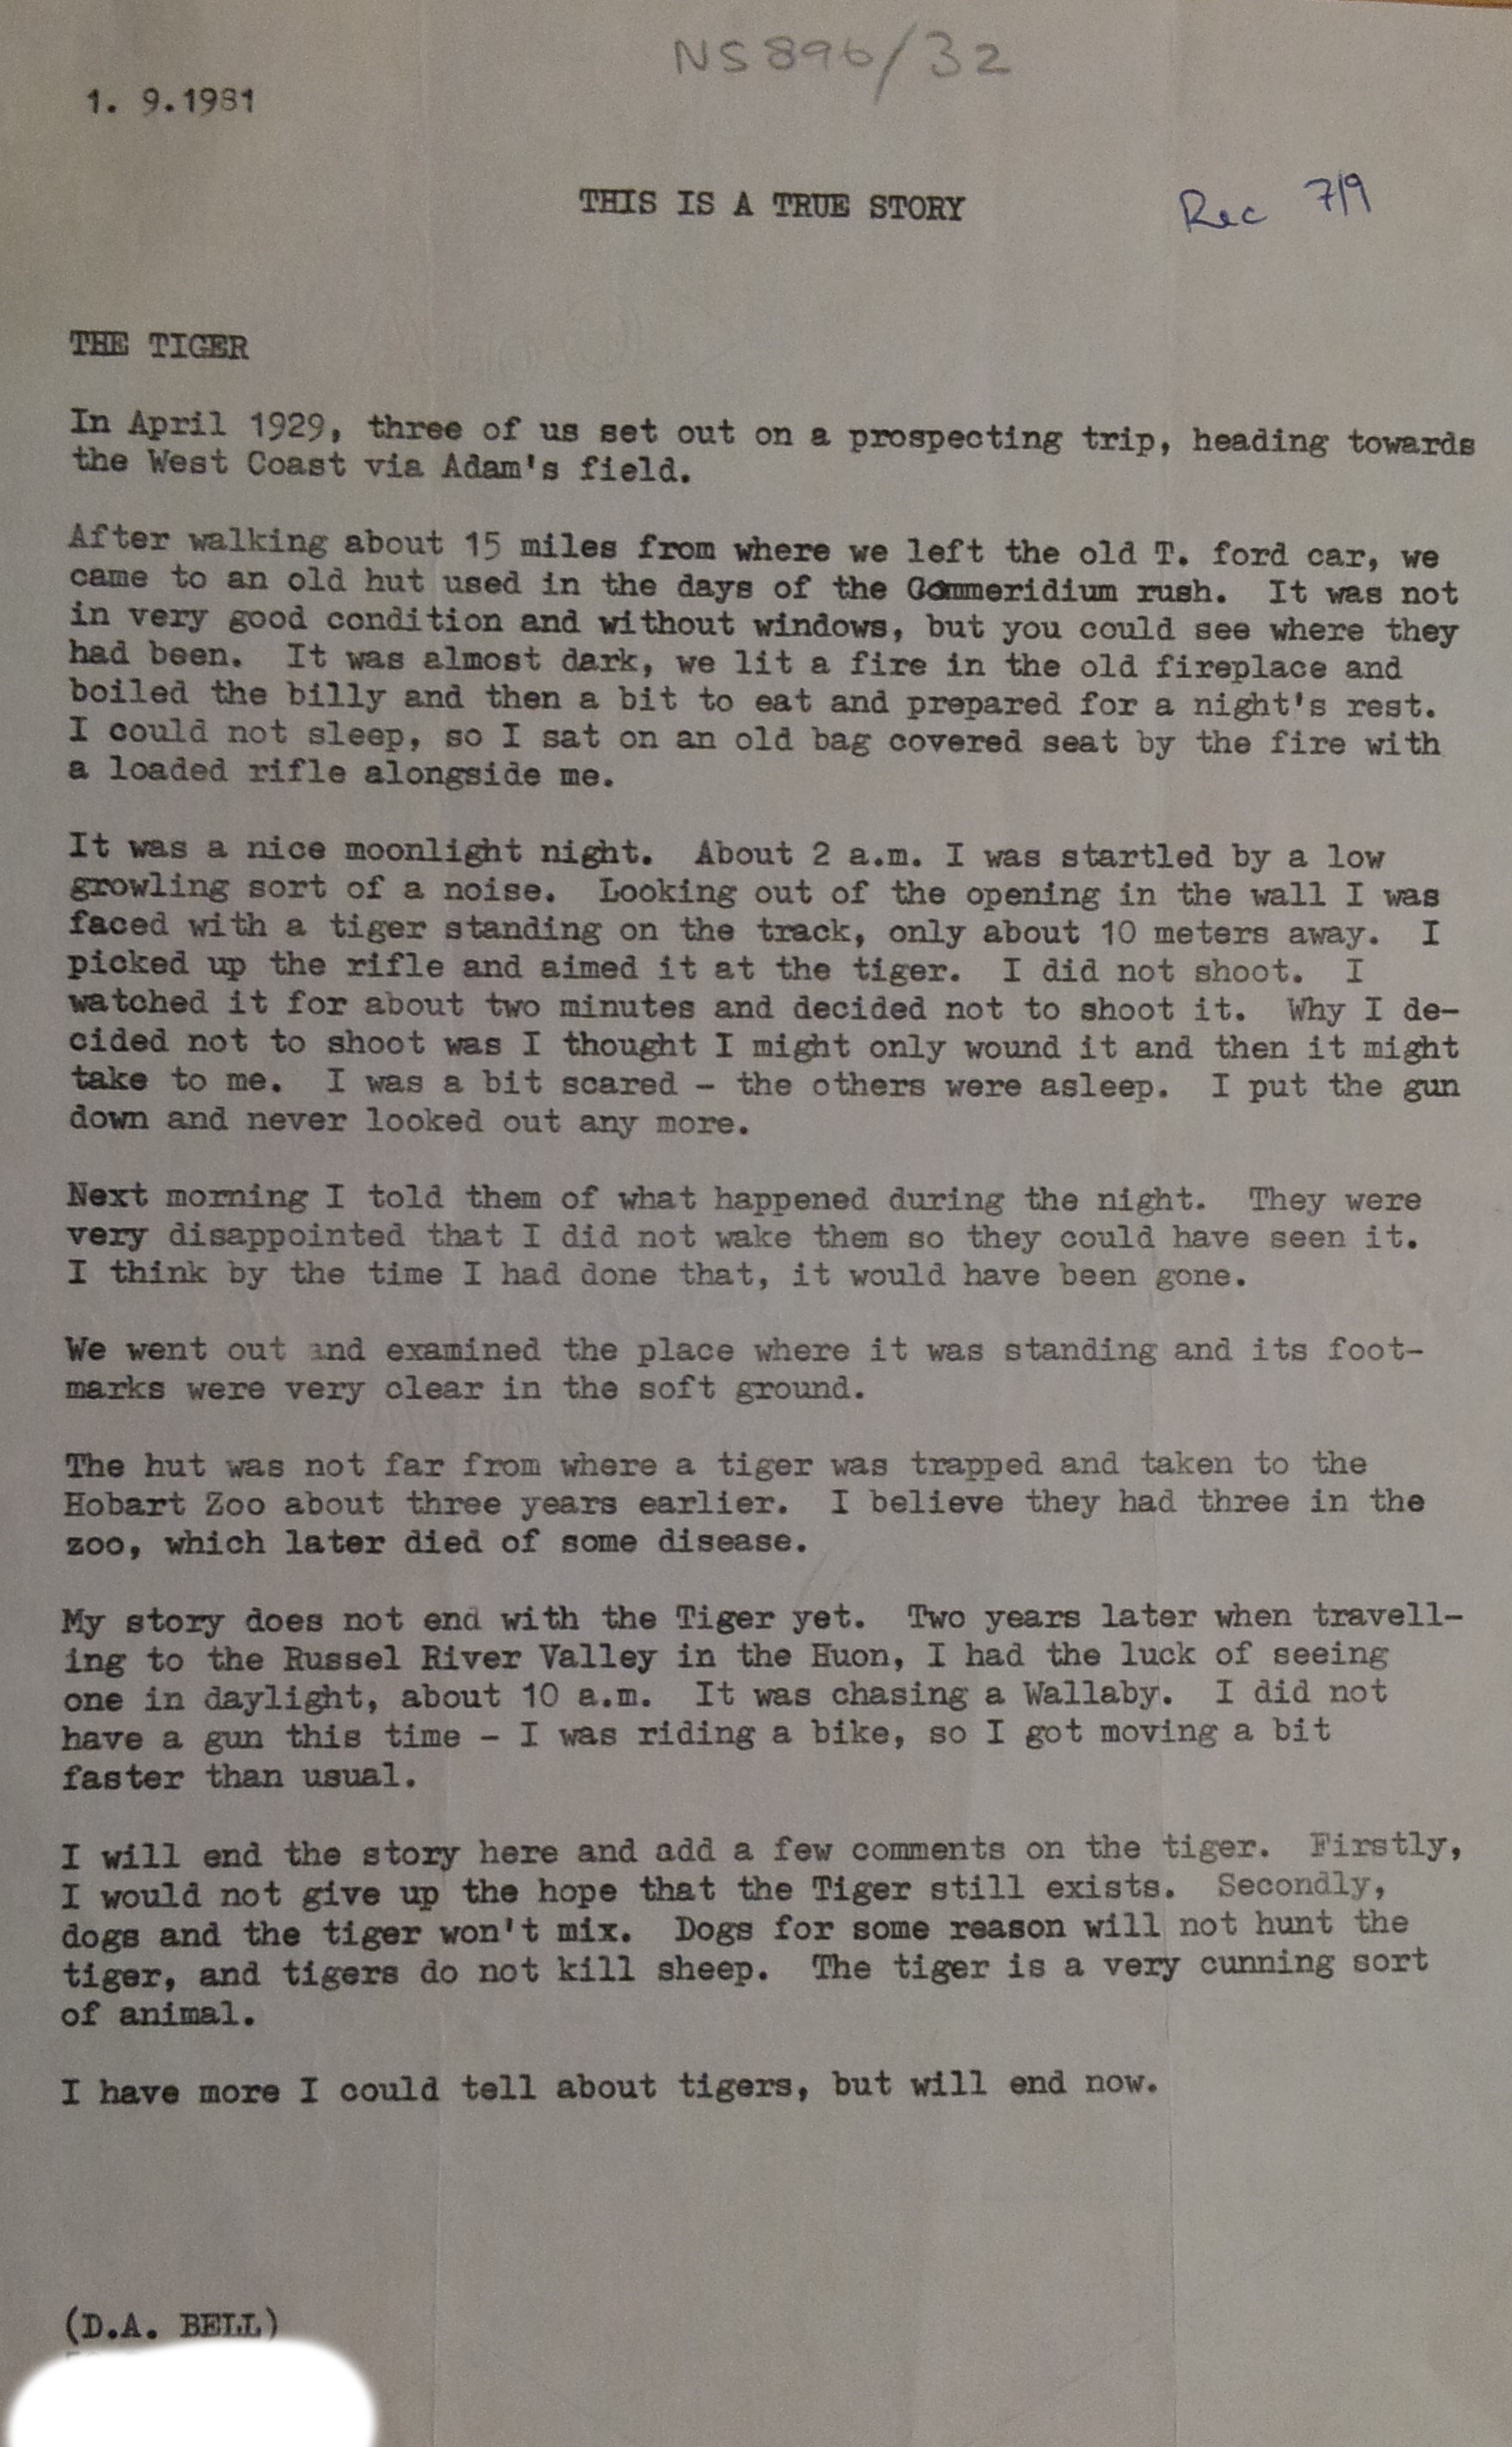 NS896/32
1. 9.1981
THIS IS A TRUE STORY
Rec 7/9
THE TIGER
In April 1929, three of us set out on a prospecting trip, heading towards
the West Coast via Adam's field.
After walking about 15 miles from where we left the old T. ford car, we
came to an old hut used in the days of the Gommeridium rush. It was not
in very good condition and without windows, but you could see where they
had been. It was almost dark, we lit a fire in the old fireplace and
boiled the billy and then a bit to eat and prepared for a night's rest.
I could not sleep, so I sat on an old bag covered seat by the fire with
a loaded rifle alongside me.
It was a nice moonlight night. About 2 a.m. I was startled by a low
growling sort of a noise. Looking out of the opening in the wall I was
faced with a tiger standing on the track, only about 10 meters away. I
picked up the rifle and aimed it at the tiger. I did not shoot. I
watched it for about two minutes and decided not to shoot it. Why I de-
cided not to shoot was I thought I might only wound it and then it might
take to me. I was a bit scared - the others were asleep. I put the gun
down and never looked out any more.
Next morning I told them of what happened during the night. They were
very disappointed that I did not wake them so they could have seen it.
I think by the time I had done that, it would have been gone.
We went out and examined the place where it was standing and its foot-
marks were very clear in the soft ground.
The hut was not far from where a tiger was trapped and taken to the
Hobart Zoo about three years earlier. I believe they had three in the
zoo, which later died of some disease.
My story does not end with the Tiger yet. Two years later when travell-
ing to the Russel River Valley in the Huon, I had the luck of seeing
one in daylight, about 10 a.m. It was chasing a Wallaby. I did not
have a gun this time - I was riding a bike, so I got moving a bit
faster than usual.
I will end the story here and add a few comments on the tiger. Firstly,
I would not give up the hope that the Tiger still exists. Secondly,
dogs and the tiger won't mix. Dogs for some reason will not hunt the
tiger, and tigers do not kill sheep. The tiger is a very cunning sort
of animal.
I have more I could tell about tigers, but will end now.
(D.A. BELL)